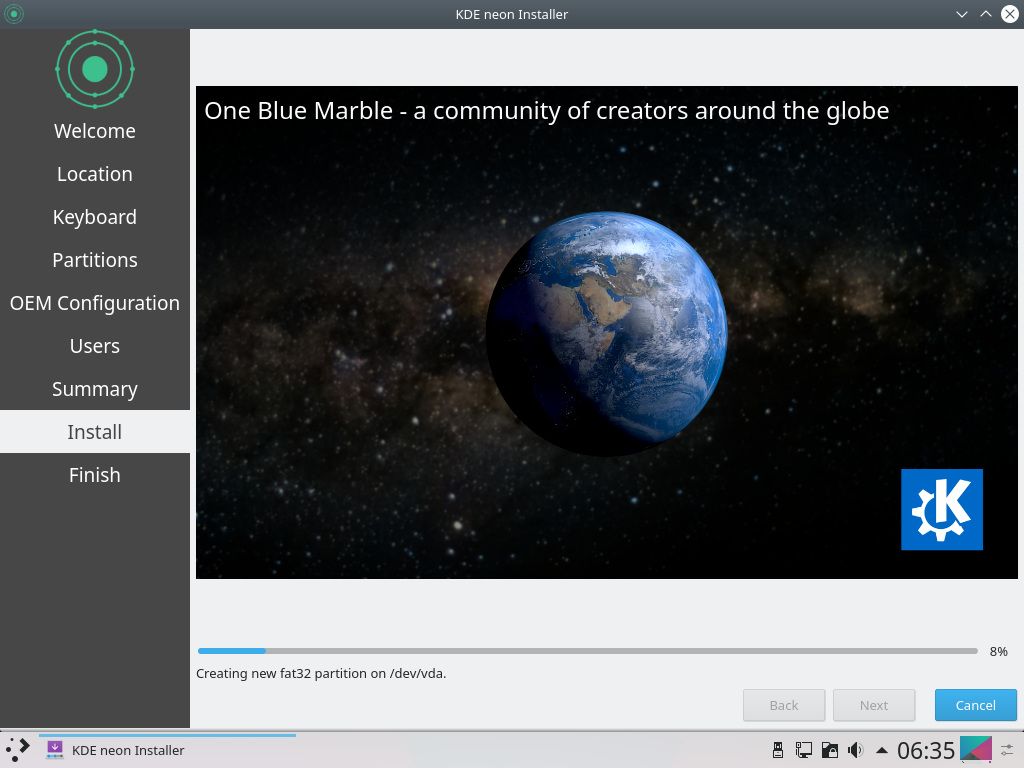 KDE neon Installer
Welcome
Location
Keyboard
Partitions
OEM Configuration
Users
Summary
Install
Finish
One Blue Marble - a community of creators around the globe
8%
Creating new fat32 partition on /dev/vda.
Back
Next
Cancel
KDE neon Installer
06:35